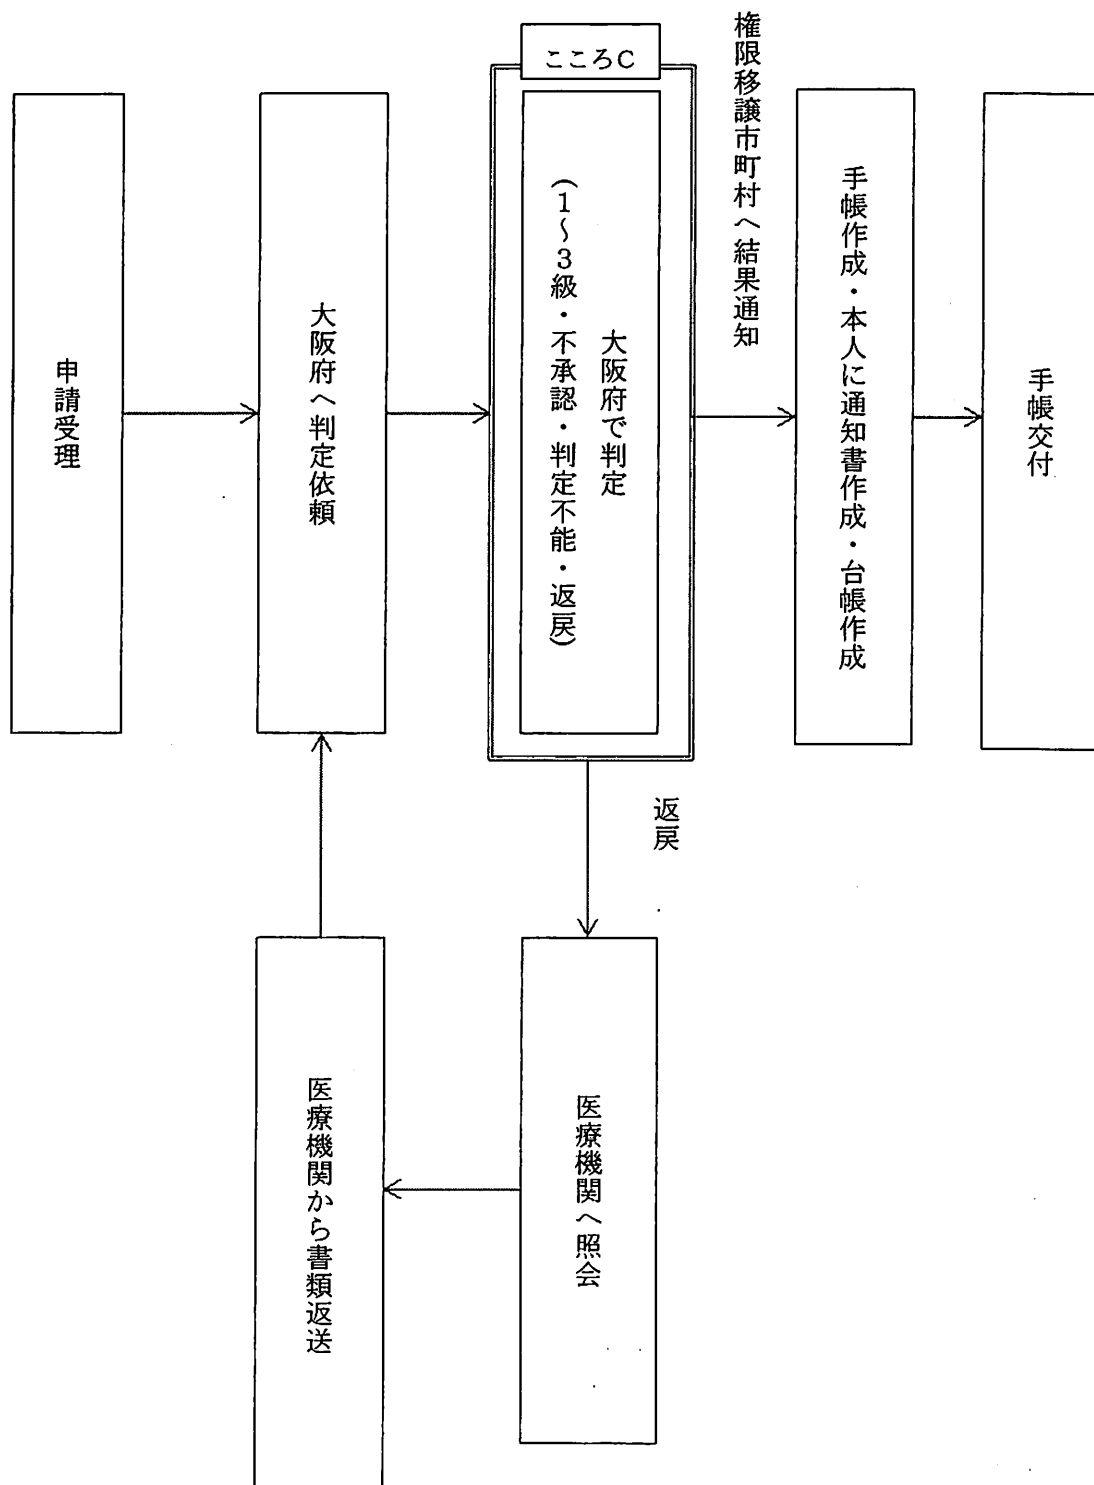 申請受理
大阪府へ判定依頼
こころC
大阪府で判定
(1~3級・不承認・判定不能・返戻)
権限移譲市町村へ結果通知
手帳作成・本人に通知書作成・台帳作成
手帳交付
返戻
医療機関へ照会
医療機関から書類返送